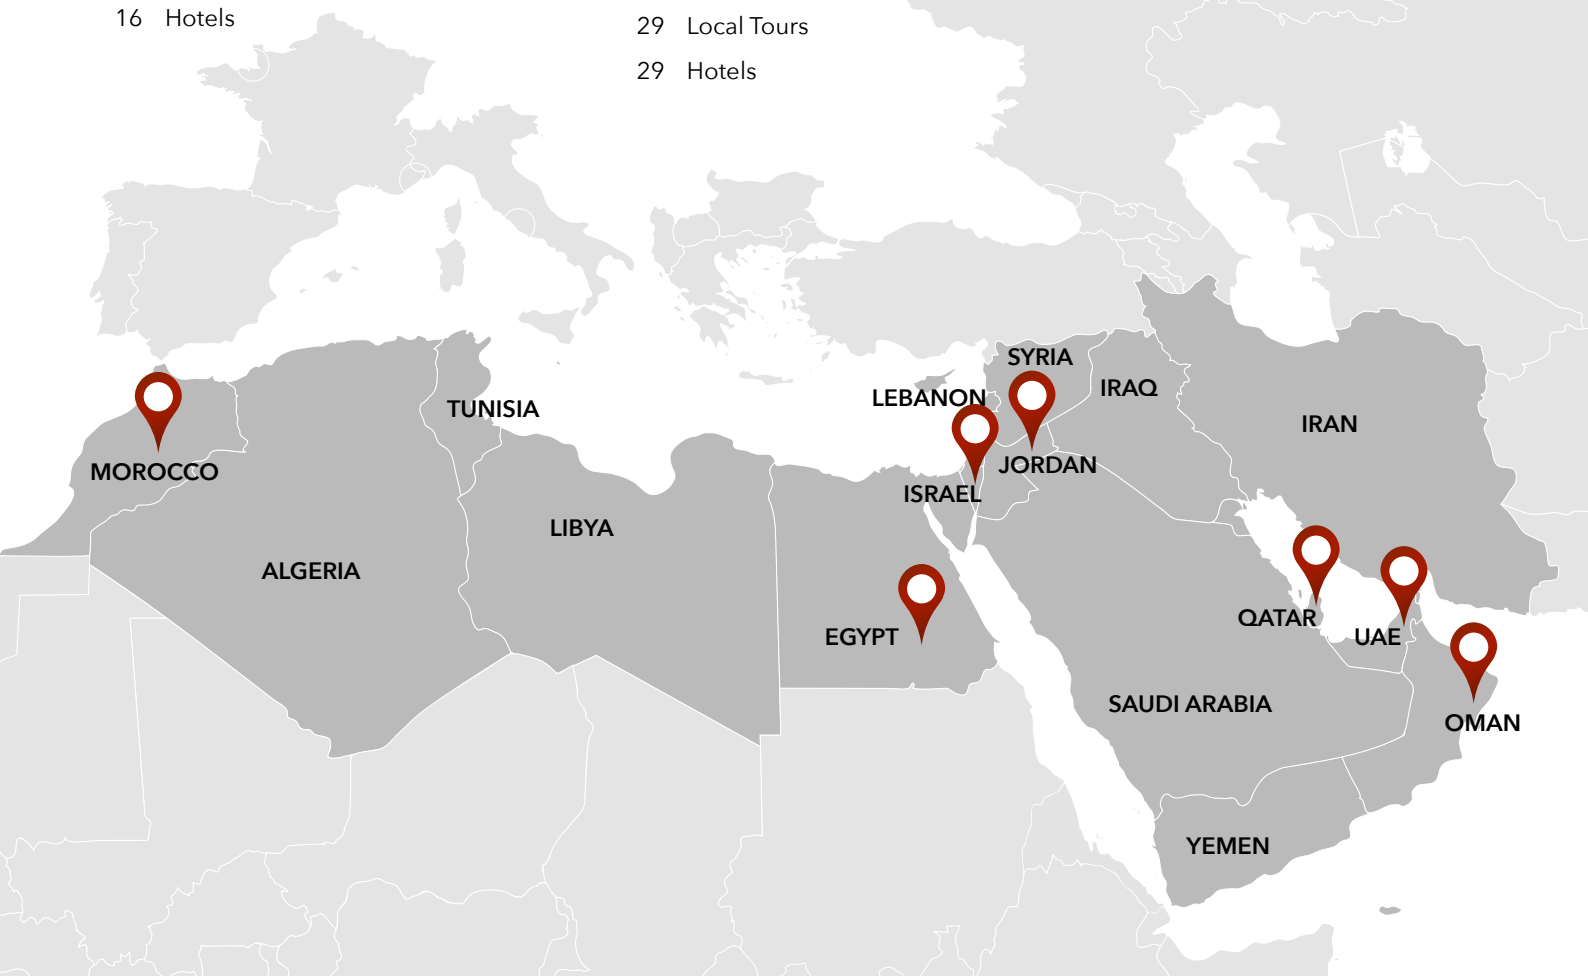 16 Hotels
29 Local Tours
29 Hotels
SYRIA
LEBANON
IRAQ
TUNISIA
IRAN
MOROCCO
JORDAN
ISRAEL
LIBYA
ALGERIA
QATAR
EGYPT
UAE
SAUDI ARABIA
OMAN
YEMEN